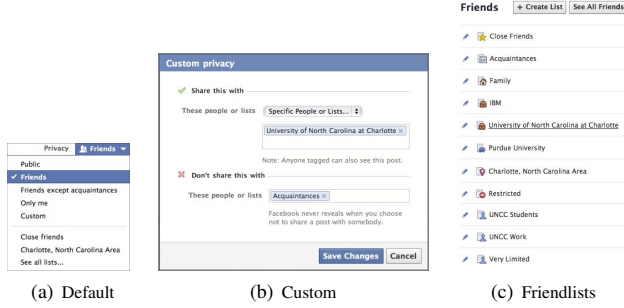 Privacy Friends
Public
Friends
Friends except acquaintances
Only me
Custom
Close friends
Charlotte, North Carolina Area
See all lists...
(a) Default
Custom privacy
Share this with
These people or lists Specific People or Lists...
University of North Carolina at Charlotte ×
Note: Anyone tagged can also see this post.
Don't share this with
These people or lists Acquaintances ×
Facebook never reveals when you choose
not to share a post with somebody.
Save Changes Cancel
(b) Custom
Friends + Create List See All Friends
Close Friends
Acquaintances
Family
IBM
University of North Carolina at Charlotte
Purdue University
Charlotte, North Carolina Area
Restricted
UNCC Students
UNCC Work
Very Limited
(c) Friendlists